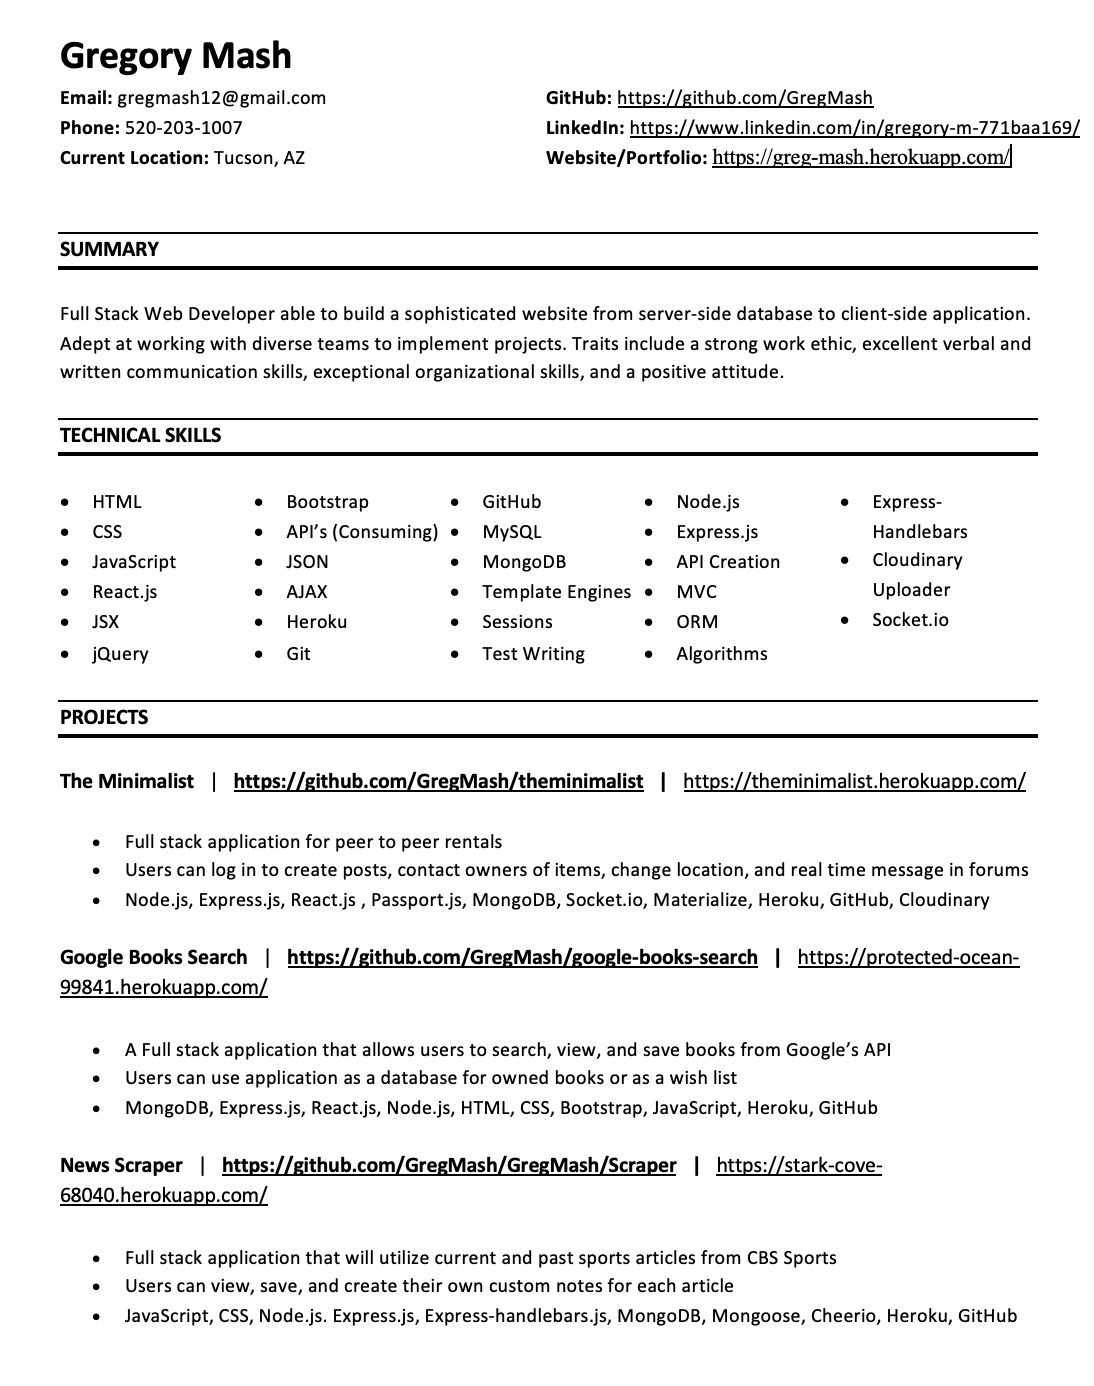 Gregory Mash
Email: gregmash12@gmail.com
Phone: 520-203-1007
Current Location: Tucson, AZ
GitHub: https://github.com/GregMash
LinkedIn: https://www.linkedin.com/in/gregory-m-771baa169/
Website/Portfolio: https://greg-mash.herokuapp.com/
SUMMARY
Full Stack Web Developer able to build a sophisticated website from server-side database to client-side application.
Adept at working with diverse teams to implement projects. Traits include a strong work ethic, excellent verbal and
written communication skills, exceptional organizational skills, and a positive attitude.
TECHNICAL SKILLS
• HTML
• CSS
• JavaScript
• React.js
• JSX
• jQuery
• Bootstrap
• API’s (Consuming)
• JSON
• AJAX
• Heroku
• Git
• GitHub
• MySQL
• MongoDB
• Template Engines
• Sessions
• Test Writing
• Node.js
• Express.js
• API Creation
• MVC
• ORM
• Algorithms
• Express-
Handlebars
• Cloudinary
Uploader
• Socket.io
PROJECTS
The Minimalist | https://github.com/GregMash/theminimalist | https://theminimalist.herokuapp.com/
• Full stack application for peer to peer rentals
• Users can log in to create posts, contact owners of items, change location, and real time message in forums
• Node.js, Express.js, React.js , Passport.js, MongoDB, Socket.io, Materialize, Heroku, GitHub, Cloudinary
Google Books Search | https://github.com/GregMash/google-books-search | https://protected-ocean-
99841.herokuapp.com/
• A Full stack application that allows users to search, view, and save books from Google’s API
• Users can use application as a database for owned books or as a wish list
• MongoDB, Express.js, React.js, Node.js, HTML, CSS, Bootstrap, JavaScript, Heroku, GitHub
News Scraper | https://github.com/GregMash/GregMash/Scraper | https://stark-cove-
68040.herokuapp.com/
• Full stack application that will utilize current and past sports articles from CBS Sports
• Users can view, save, and create their own custom notes for each article
• JavaScript, CSS, Node.js. Express.js, Express-handlebars.js, MongoDB, Mongoose, Cheerio, Heroku, GitHub